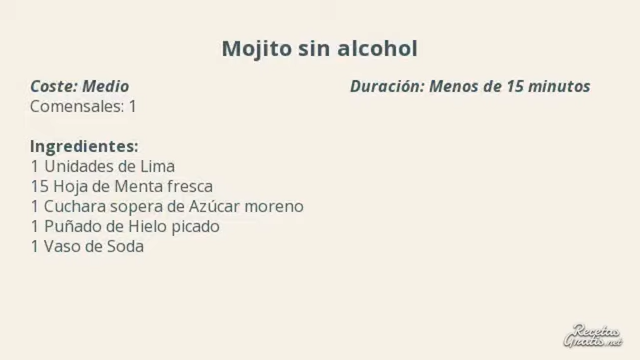 Mojito sin alcohol
Coste: Medio
Duración: Menos de 15 minutos
Comensales: 1
Ingredientes:
1 Unidades de Lima
15 Hoja de Menta fresca
1 Cuchara sopera de Azúcar moreno
1 Puñado de Hielo picado
1 Vaso de Soda
Recetas
Gratis.net